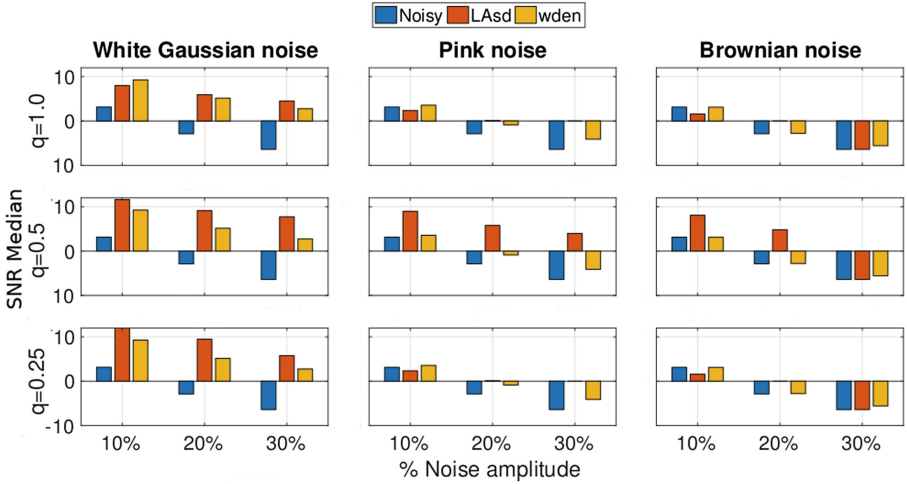 Noisy LAsd wden
White Gaussian noise Pink noise Brownian noise
10
0
10
q=1.0
10
0
10
SNR Median
q=0.5
10
0
-10
q=0.25
10% 20% 30% 10% 20% 30% 10% 20% 30%
% Noise amplitude